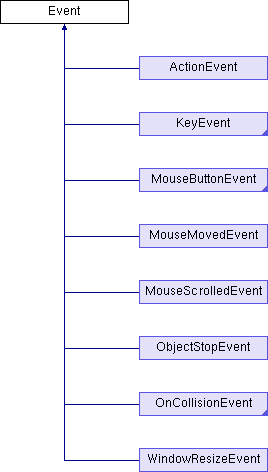 Event
ActionEvent
KeyEvent
MouseButtonEvent
MouseMovedEvent
MouseScrolledEvent
ObjectStopEvent
OnCollisionEvent
WindowResizeEvent